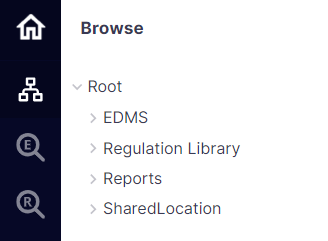 Browse
Root
EDMS
Regulation Library
E
Reports
R
SharedLocation